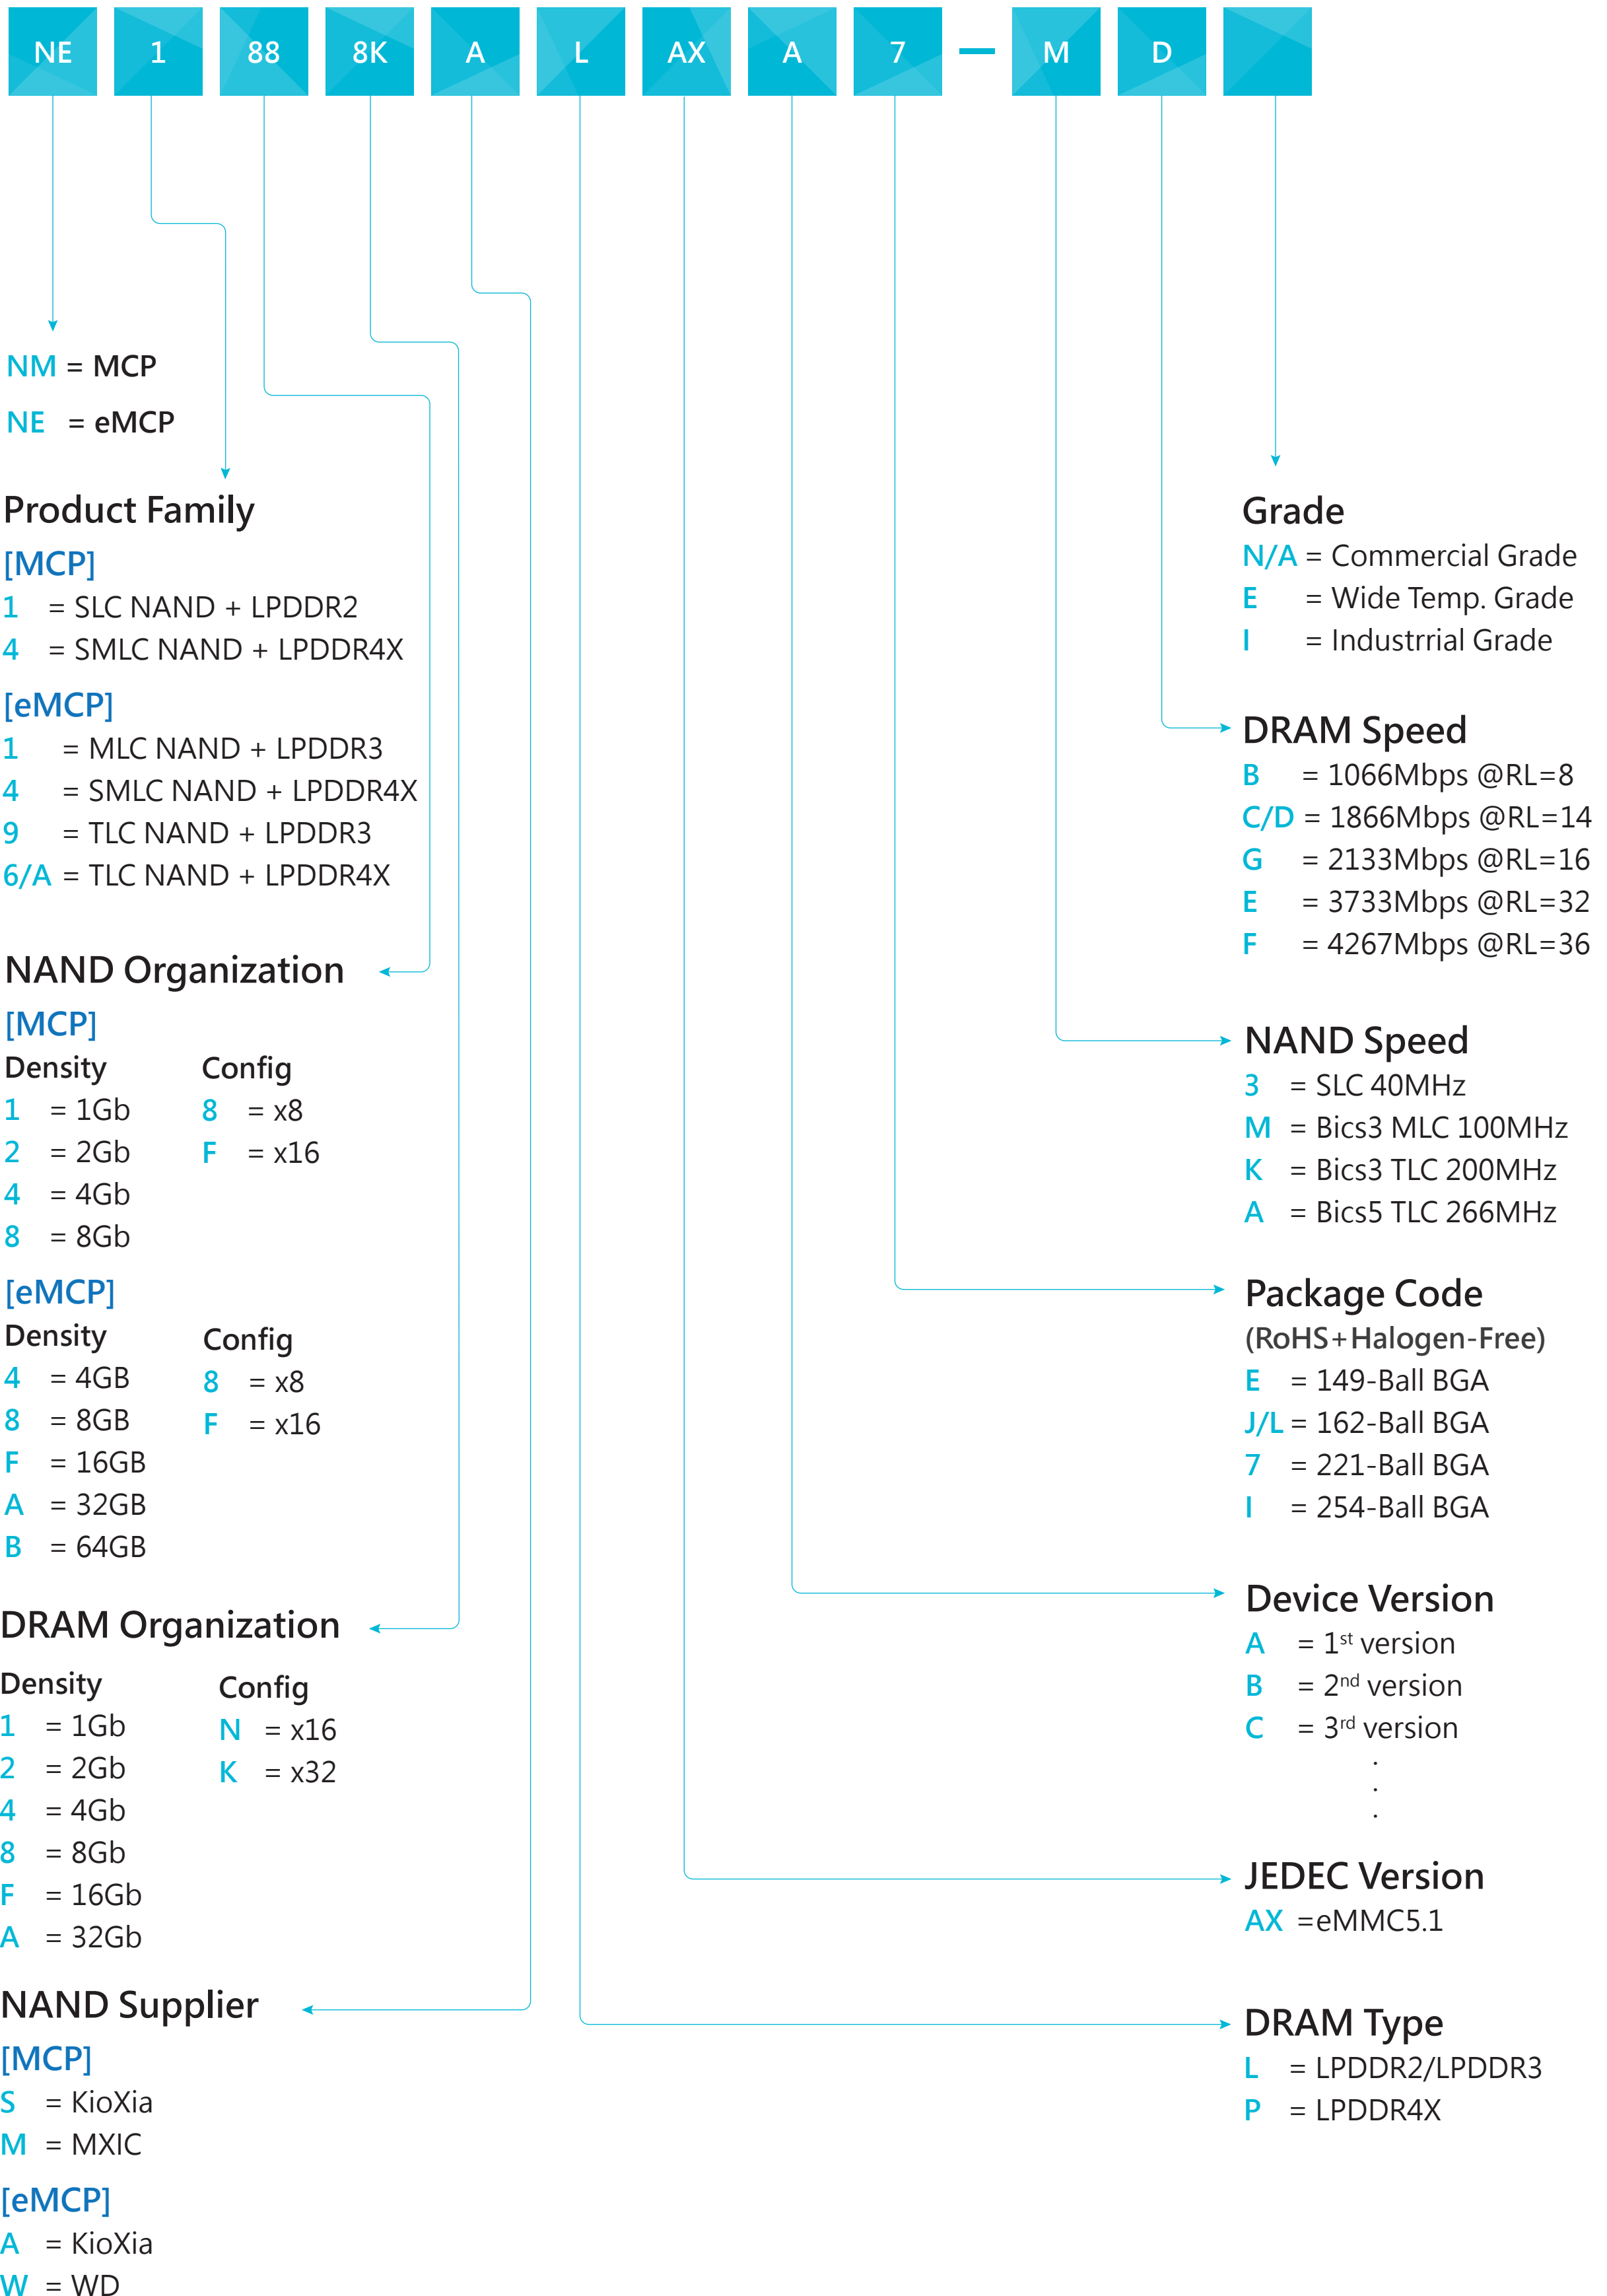 NE 1 88 8K A L AX A 7 — M D
NM = MCP
NE = eMCP
Product Family
[MCP]
1 = SLC NAND + LPDDR2
4 = SMLC NAND + LPDDR4X
[eMCP]
1 = MLC NAND + LPDDR3
4 = SMLC NAND + LPDDR4X
9 = TLC NAND + LPDDR3
6/A = TLC NAND + LPDDR4X
NAND Organization
[MCP]
Density Config
1 = 1Gb 8 = x8
2 = 2Gb F = x16
4 = 4Gb
8 = 8Gb
[eMCP]
Density Config
4 = 4GB 8 = x8
8 = 8GB F = x16
F = 16GB
A = 32GB
B = 64GB
DRAM Organization
Density Config
1 = 1Gb N = x16
2 = 2Gb K = x32
4 = 4Gb
8 = 8Gb
F = 16Gb
A = 32Gb
NAND Supplier
[MCP]
S = KioXia
M = MXIC
[eMCP]
A = KioXia
W = WD
Grade
N/A = Commercial Grade
E = Wide Temp. Grade
I = Industrrial Grade
DRAM Speed
B = 1066Mbps @RL=8
C/D = 1866Mbps @RL=14
G = 2133Mbps @RL=16
E = 3733Mbps @RL=32
F = 4267Mbps @RL=36
NAND Speed
3 = SLC 40MHz
M = Bics3 MLC 100MHz
K = Bics3 TLC 200MHz
A = Bics5 TLC 266MHz
Package Code
(RoHS+Halogen-Free)
E = 149-Ball BGA
J/L = 162-Ball BGA
7 = 221-Ball BGA
I = 254-Ball BGA
Device Version
A = 1st version
B = 2nd version
C = 3rd version
.
.
.
JEDEC Version
AX =eMMC5.1
DRAM Type
L = LPDDR2/LPDDR3
P = LPDDR4X